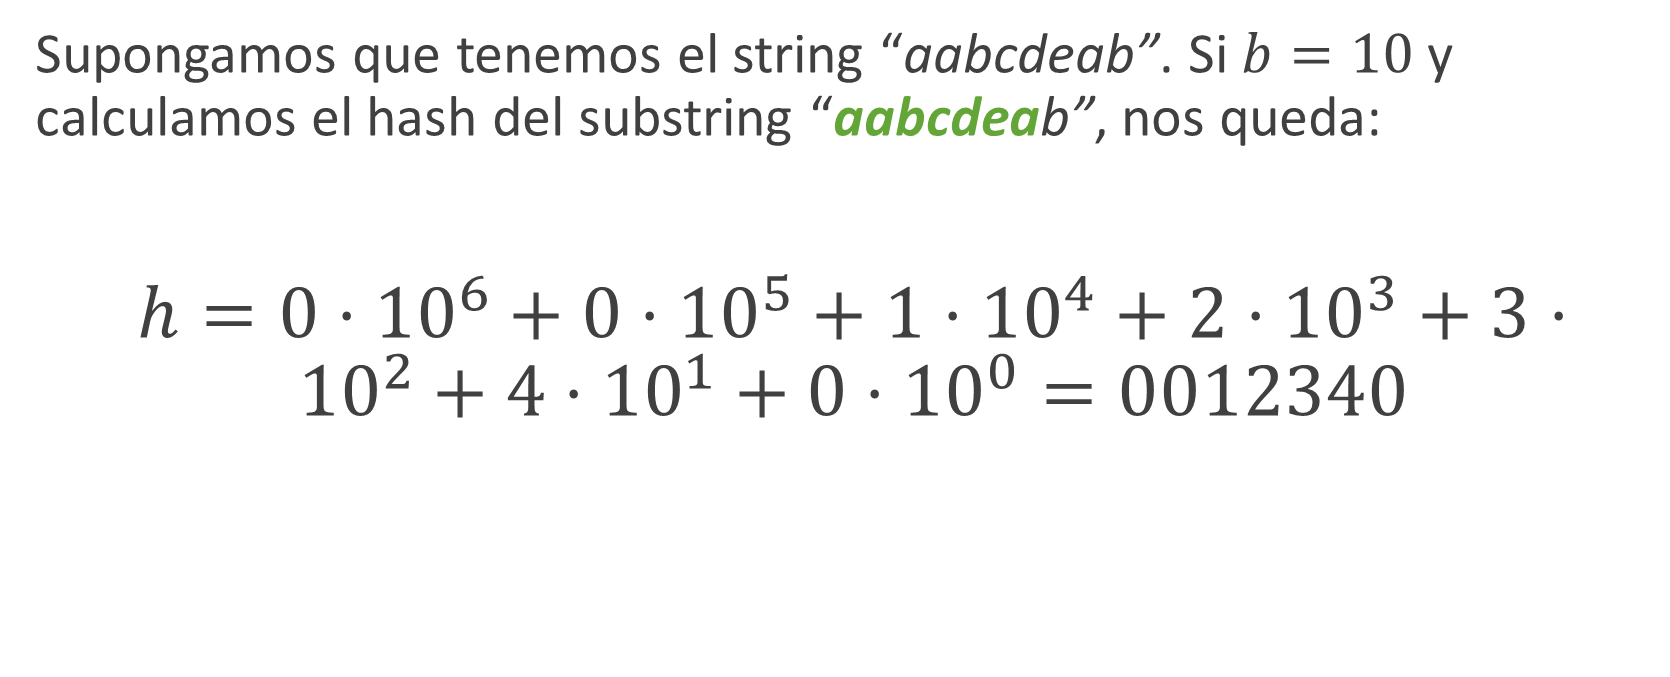 Supongamos que tenemos el string “aabcdeab”. Si b = 10 y
calculamos el hash del substring “aabcdeab”, nos queda:
h = 0 · 10⁶ + 0 · 10⁵ + 1 · 10⁴ + 2 · 10³ + 3 ·
10² + 4 · 10¹ + 0 · 10⁰ = 0012340